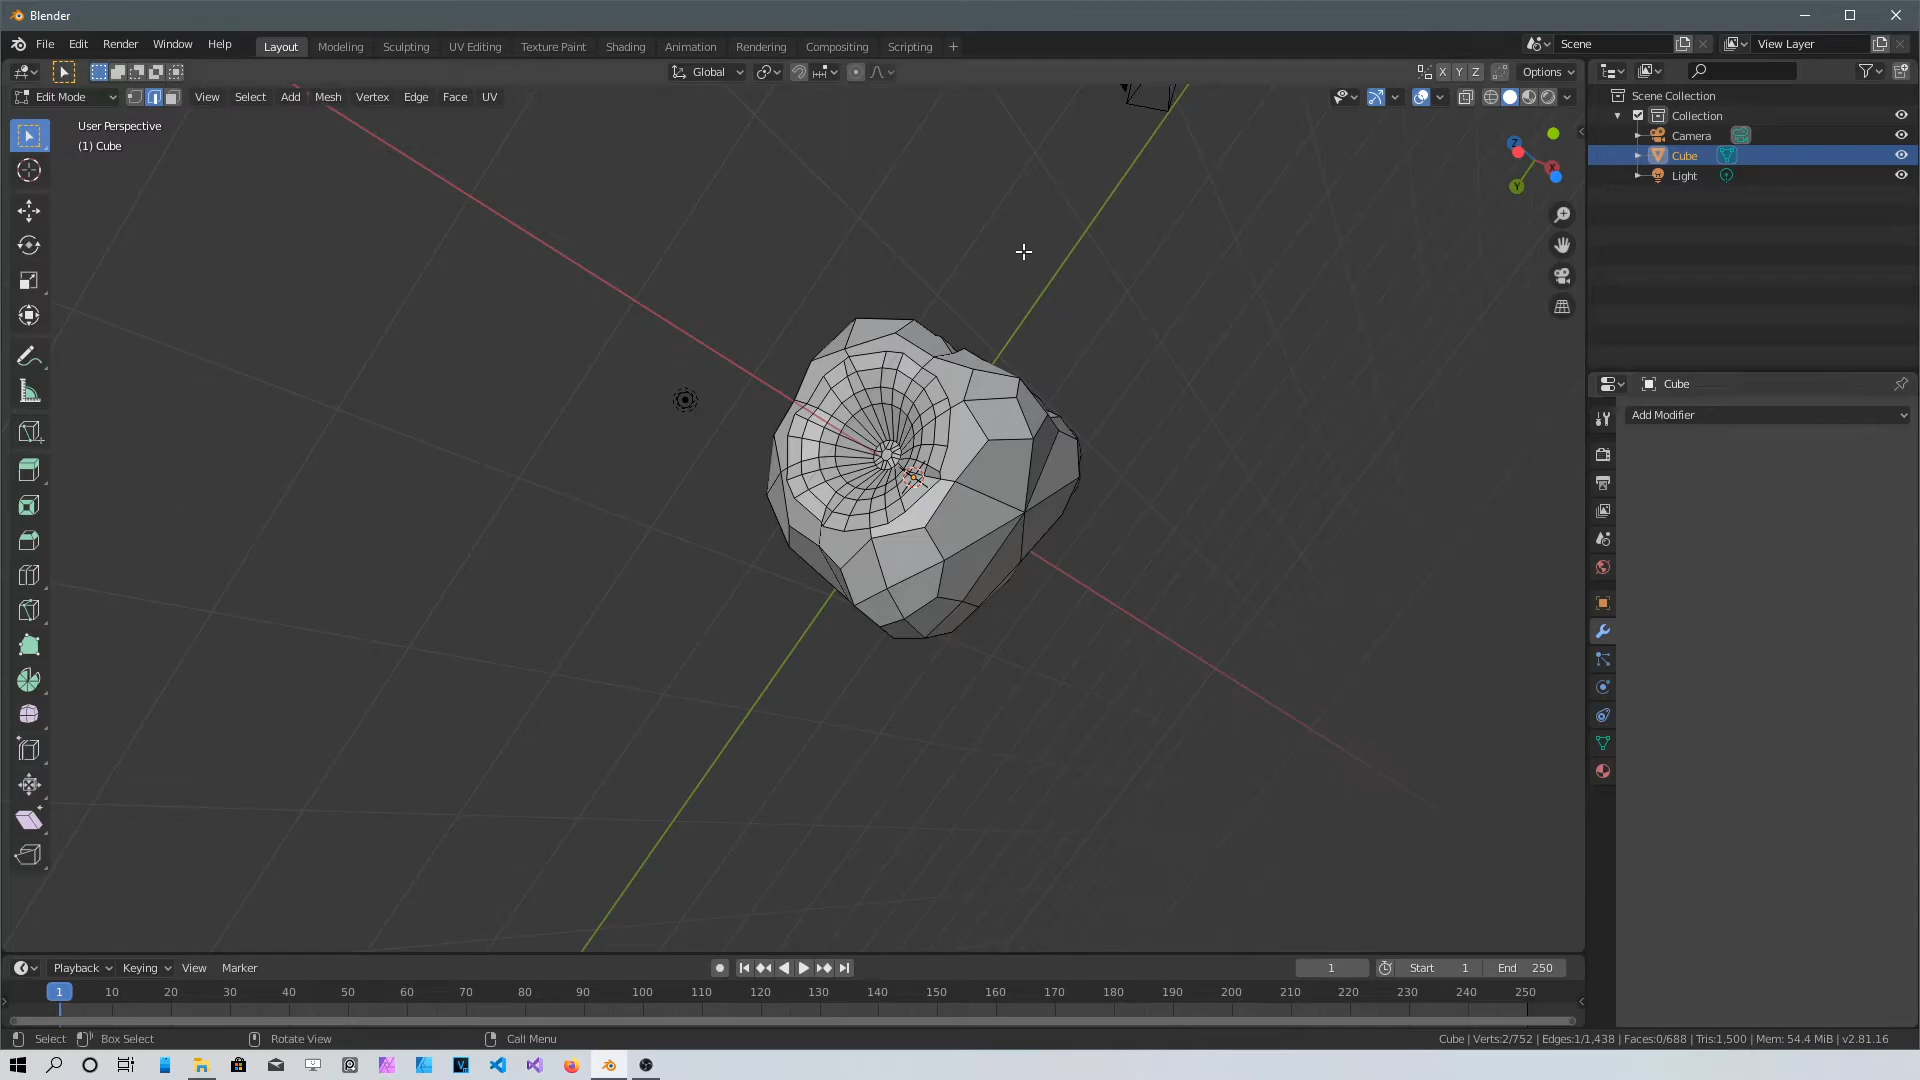 Blender
File Edit Render Window Help
Layout Modeling Sculpting UV Editing Texture Paint Shading Animation Rendering Compositing Scripting +
Scene
View Layer
Global
X Y Z
Options
Edit Mode
View Select Add Mesh Vertex Edge Face UV
User Perspective
(1) Cube
Z
X
Y
Scene Collection
Collection
Camera
Cube
Light
Cube
Add Modifier
Playback Keying View Marker
1
Start 1
End 250
1 10 20 30 40 50 60 70 80 90 100 110 120 130 140 150 160 170 180 190 200 210 220 230 240 250
Select Box Select Rotate View Call Menu
Cube | Verts:2/752 | Edges:1/1,438 | Faces:0/688 | Tris:1,500 | Mem: 54.4 MiB | v2.81.16